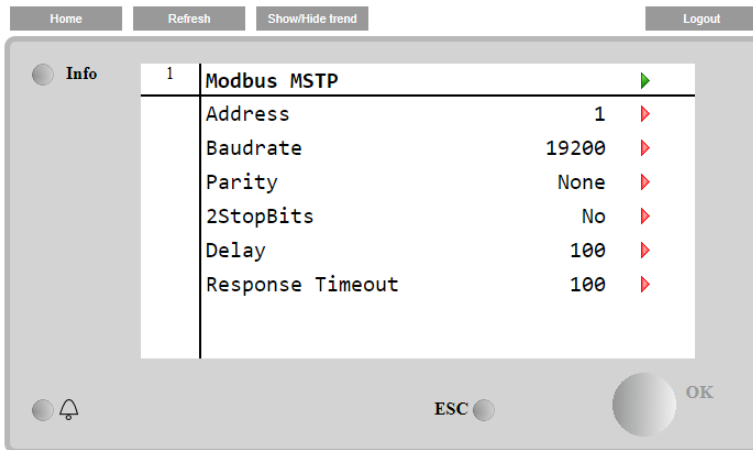 Home Refresh Show/Hide trend Logout
Info
1 Modbus MSTP
Address 1
Baudrate 19200
Parity None
2StopBits No
Delay 100
Response Timeout 100
ESC OK